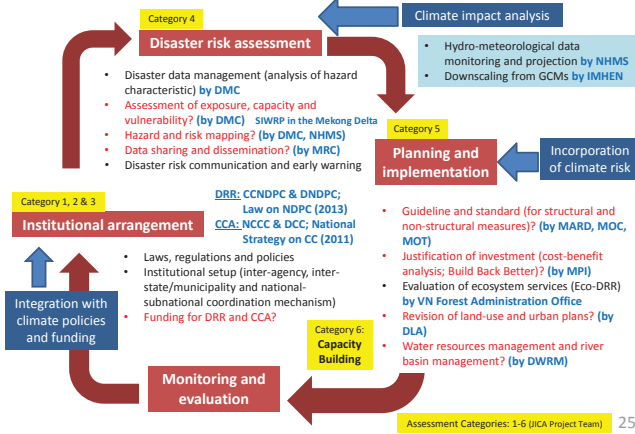 Category 4
Disaster risk assessment
Climate impact analysis
• Hydro-meteorological data
monitoring and projection by NHMS
• Downscaling from GCMs by IMHEN
• Disaster data management (analysis of hazard
characteristic) by DMC
• Assessment of exposure, capacity and
vulnerability? (by DMC) SIWRP in the Mekong Delta
• Hazard and risk mapping? (by DMC, NHMS)
• Data sharing and dissemination? (by MRC)
• Disaster risk communication and early warning
Category 5
Planning and
implementation
Incorporation
of climate risk
Category 1, 2 & 3
Institutional arrangement
DRR: CCNDPC & DNDPC;
Law on NDPC (2013)
CCA: NCCC & DCC; National
Strategy on CC (2011)
• Laws, regulations and policies
• Institutional setup (inter-agency, inter-
state/municipality and national-
subnational coordination mechanism)
• Funding for DRR and CCA?
• Guideline and standard (for structural and
non-structural measures)? (by MARD, MOC,
MOT)
• Justification of investment (cost-benefit
analysis; Build Back Better)? (by MPI)
• Evaluation of ecosystem services (Eco-DRR)
by VN Forest Administration Office
• Revision of land-use and urban plans? (by
DLA)
• Water resources management and river
basin management? (by DWRM)
Integration with
climate policies
and funding
Category 6:
Capacity
Building
Monitoring and
evaluation
Assessment Categories: 1-6 (JICA Project Team)
25